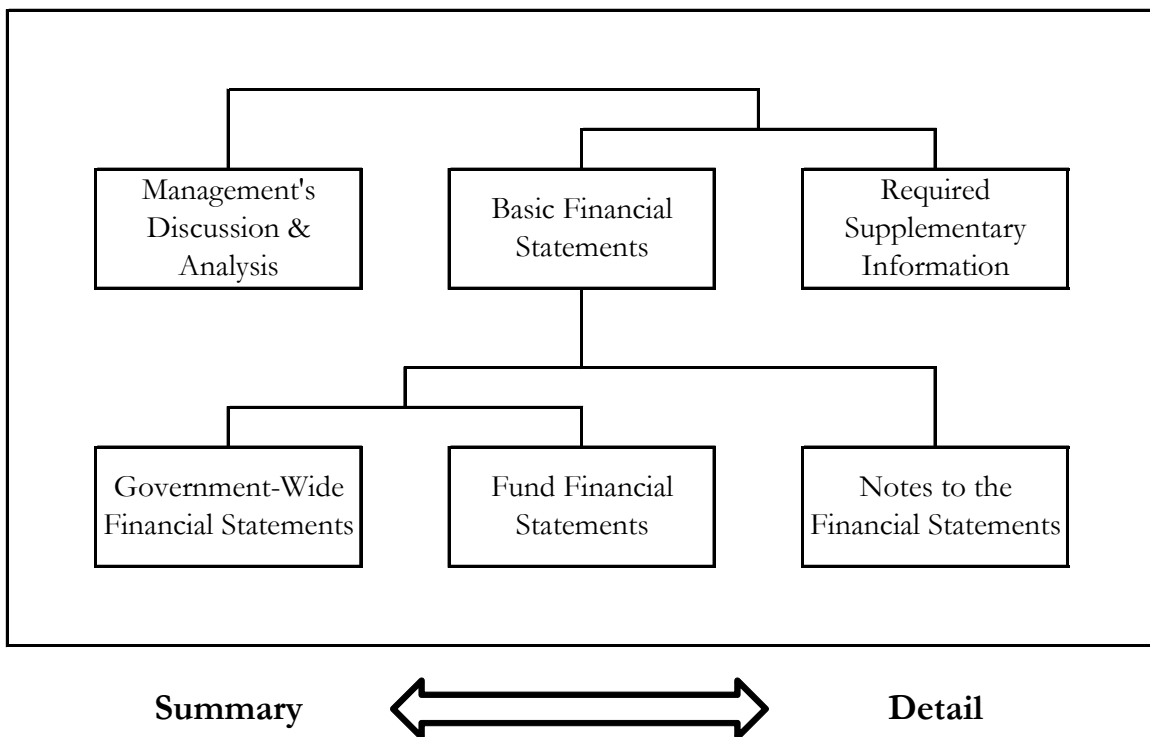 Management's
Discussion &
Analysis
Basic Financial
Statements
Required
Supplementary
Information
Government-Wide
Financial Statements
Fund Financial
Statements
Notes to the
Financial Statements
Summary
Detail